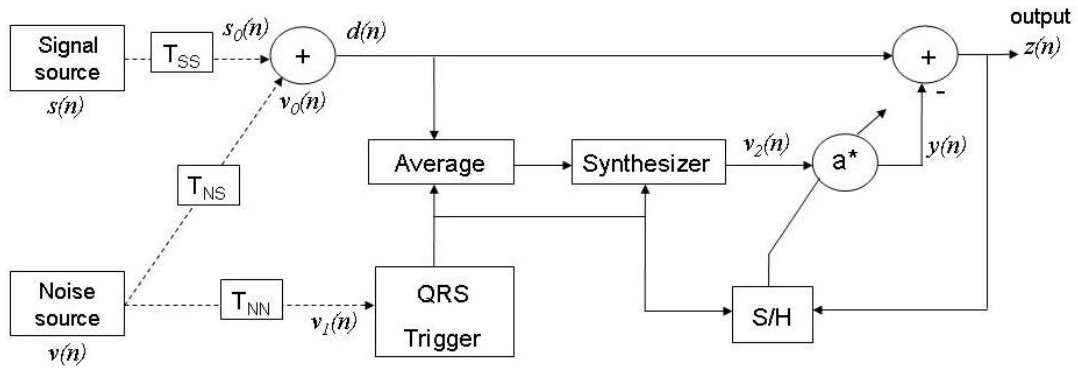 output
z(n)
Signal
source
s(n)
T_SS
s_0(n)
+
d(n)
+
-
v_0(n)
T_NS
Average
Synthesizer
v_2(n)
a*
y(n)
Noise
source
v(n)
T_NN
v_1(n)
QRS
Trigger
S/H